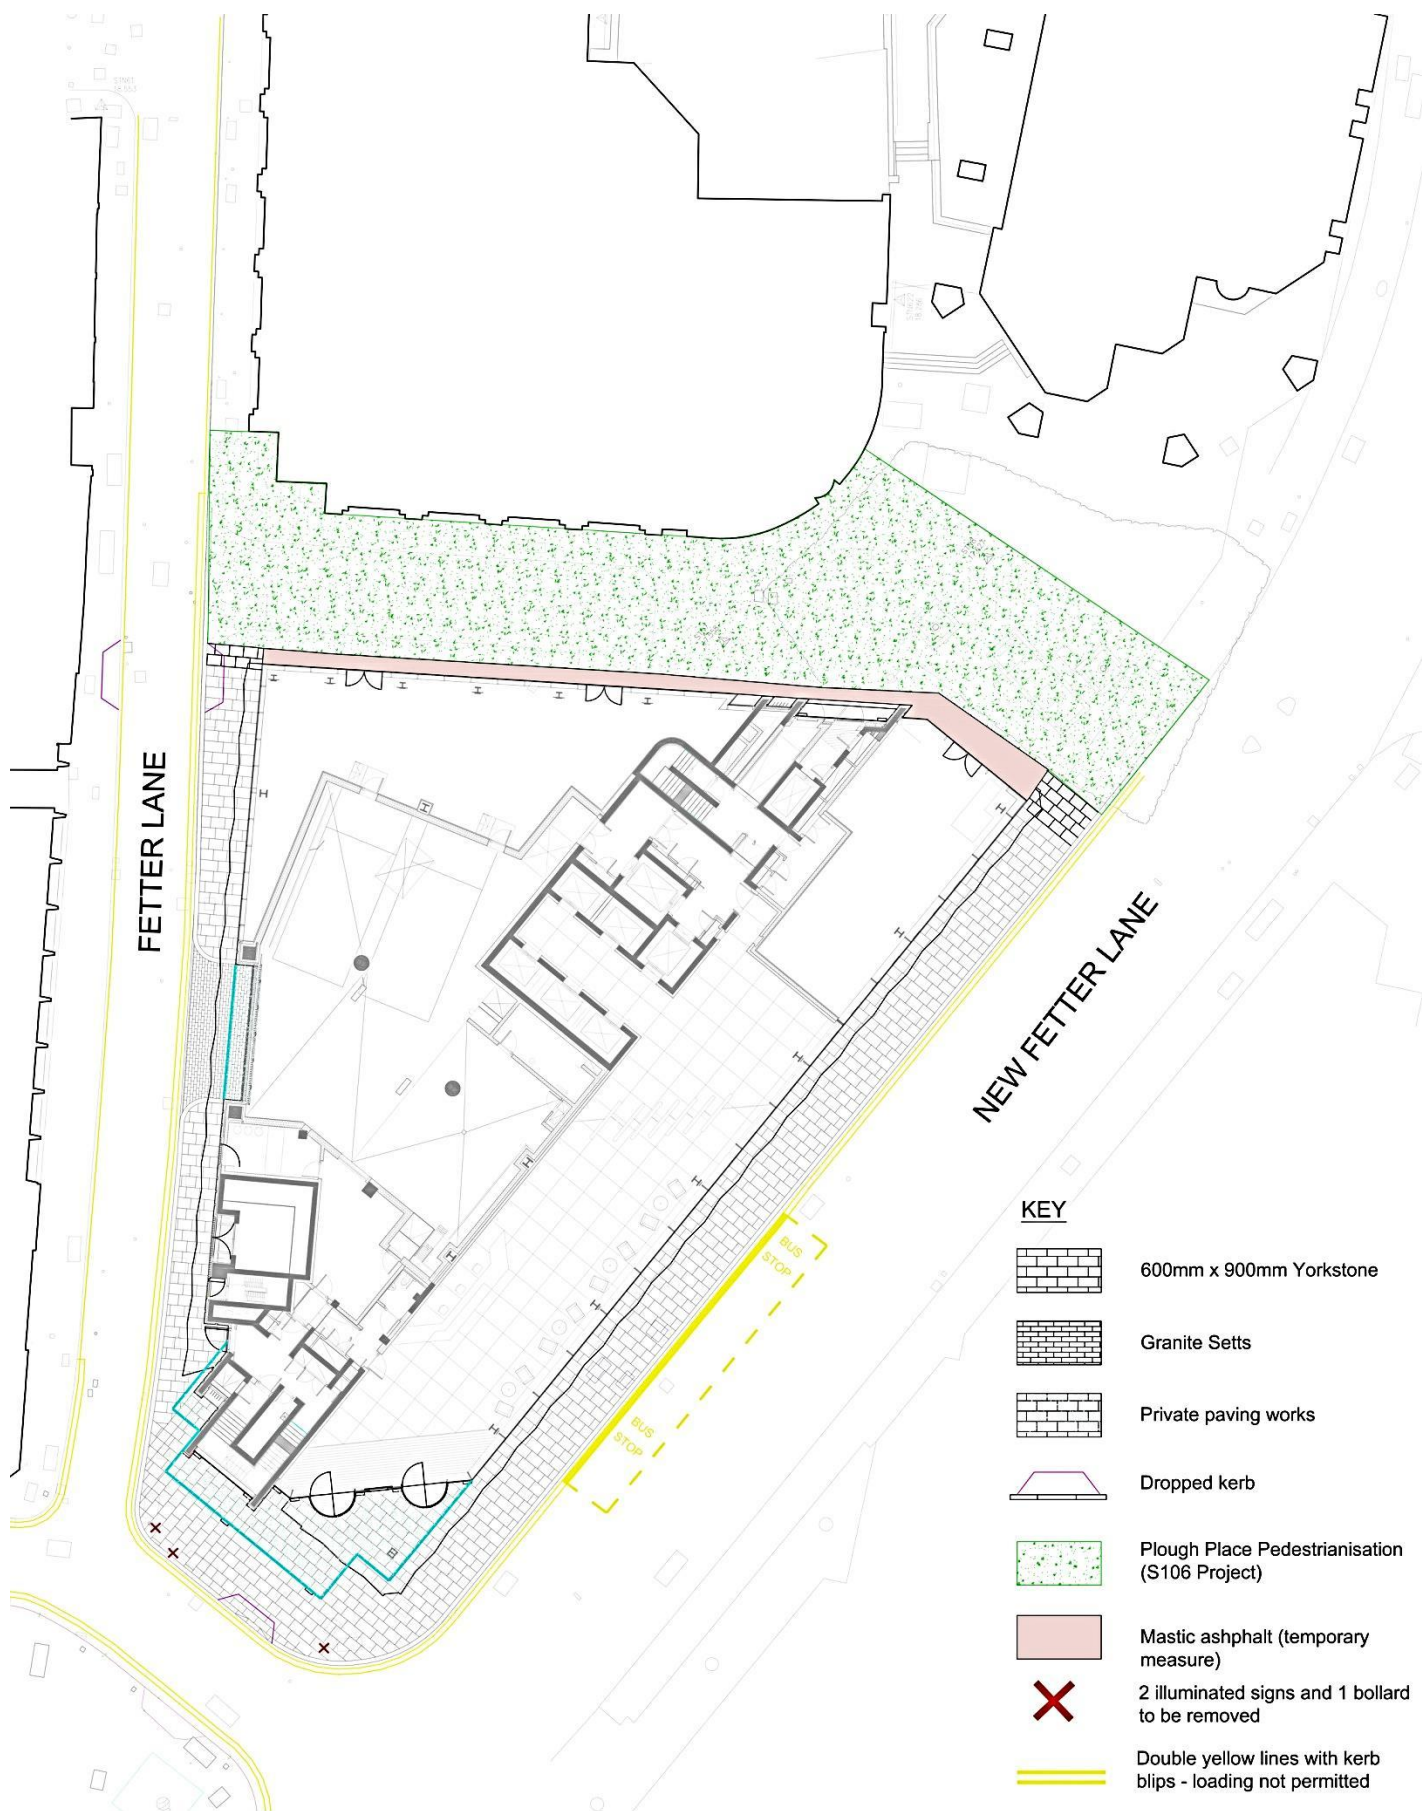 FETTER LANE
NEW FETTER LANE
BUS
STOP
BUS
STOP
KEY
600mm x 900mm Yorkstone
Granite Setts
Private paving works
Dropped kerb
Plough Place Pedestrianisation
(S106 Project)
Mastic ashphalt (temporary
measure)
2 illuminated signs and 1 bollard
to be removed
Double yellow lines with kerb
blips - loading not permitted